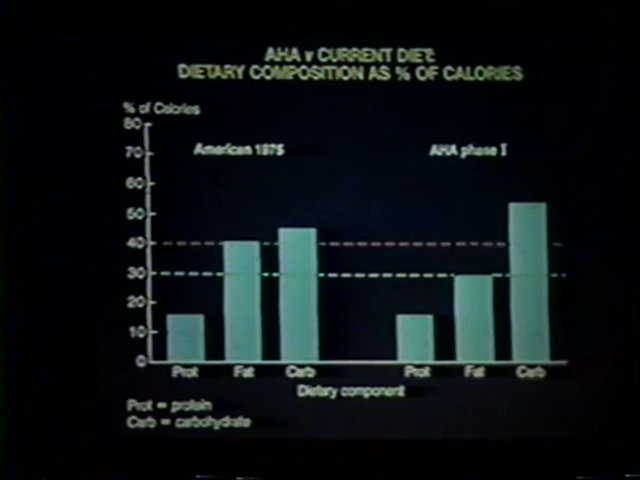 AHA v CURRENT DIET:
DIETARY COMPOSITION AS % OF CALORIES
% of Calories
80
70
60
50
40
30
20
10
0
American 1975
AHA phase I
Prot
Fat
Carb
Prot
Fat
Carb
Dietary component
Prot = protein
Carb = carbohydrate